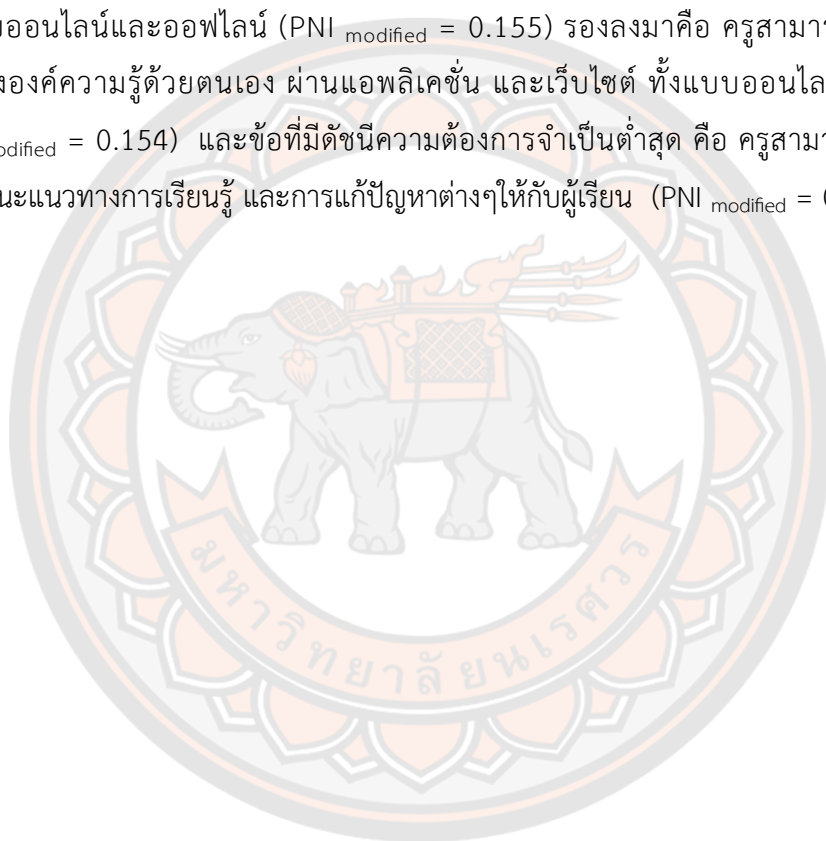 ออนไลน์และออฟไลน์ (PNI modified = 0.155) รองลงมาคือ ครูสามา
องค์ความรู้ด้วยตนเอง ผ่านแอพลิเคชั่น และเว็บไซต์ ทั้งแบบออนไล
odified = 0.154) และข้อที่มีดัชนีความต้องการจำเป็นต่ำสุด คือ ครูสามา
นะแนวทางการเรียนรู้ และการแก้ปัญหาต่างๆให้กับผู้เรียน (PNI modified =
มหาวิทยาลัยนเรศวร